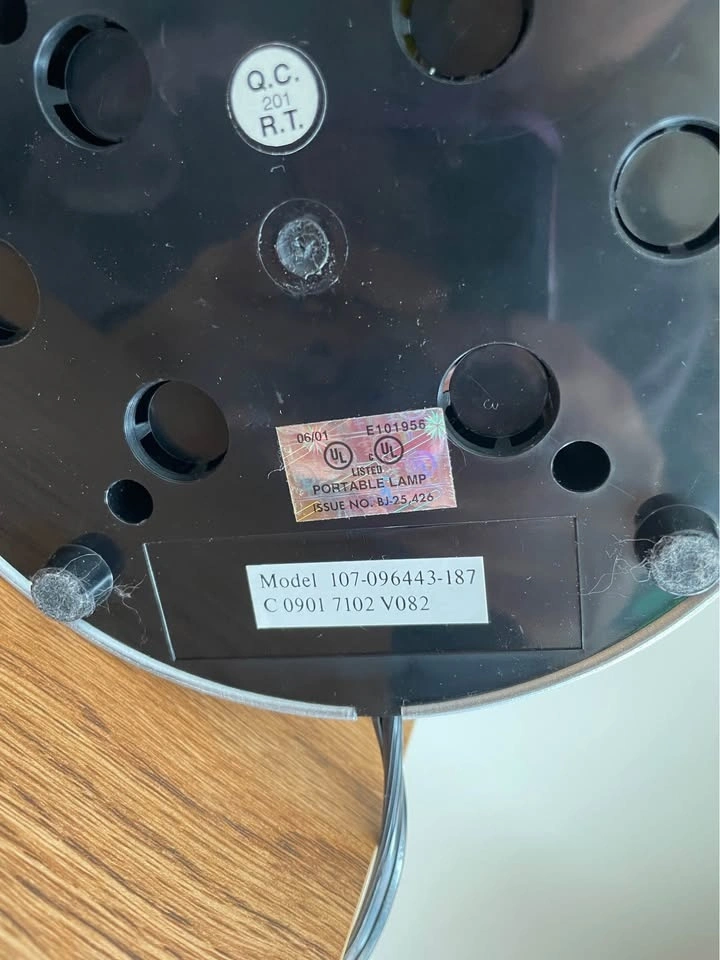 Q.C.
201
R.T.
06/01 E101956
UL c UL
LISTED
PORTABLE LAMP
ISSUE NO. BJ-25,426
Model 107-096443-187
C 0901 7102 V082